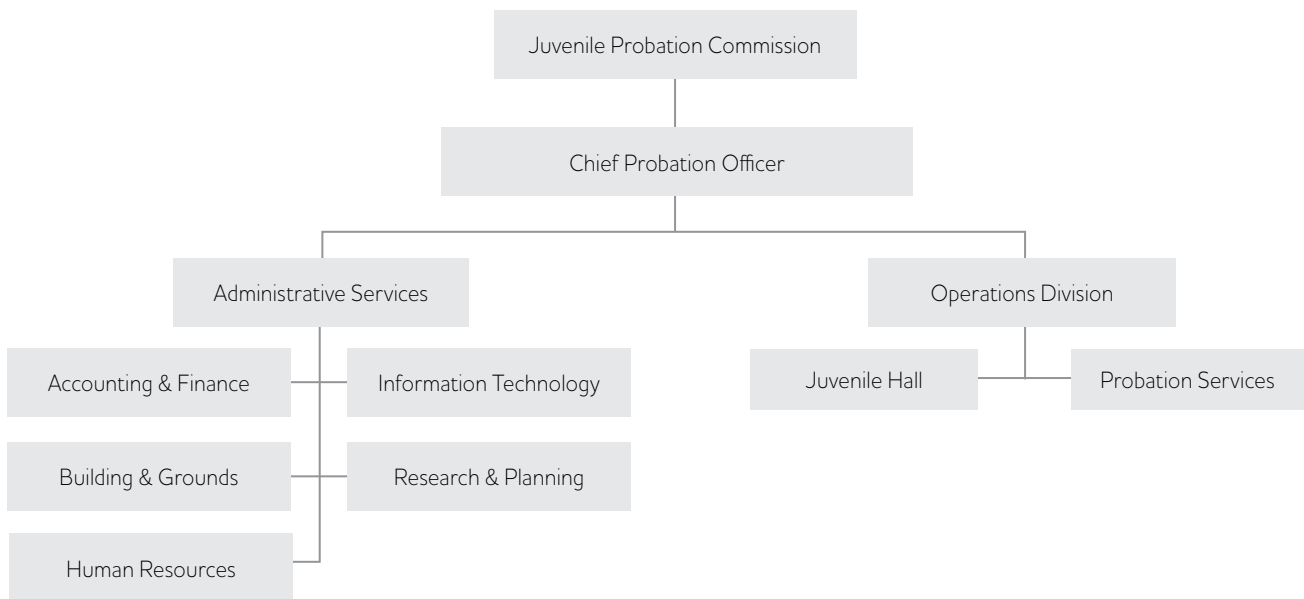 Juvenile Probation Commission
Chief Probation Officer
Administrative Services
Operations Division
Accounting & Finance
Information Technology
Juvenile Hall
Probation Services
Building & Grounds
Research & Planning
Human Resources